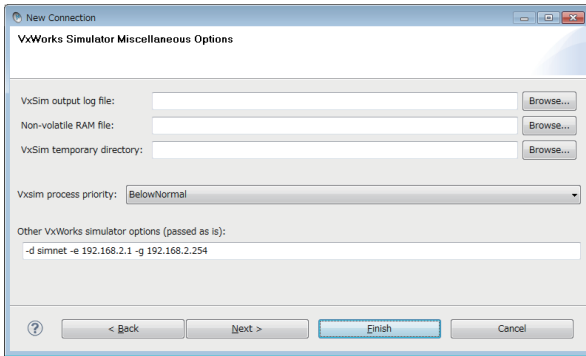 New Connection
VxWorks Simulator Miscellaneous Options
VxSim output log file: Browse...
Non-volatile RAM file: Browse...
VxSim temporary directory: Browse...
Vxsim process priority: BelowNormal
Other VxWorks simulator options (passed as is):
-d simnet -e 192.168.2.1 -g 192.168.2.254
? < Back Next > Finish Cancel